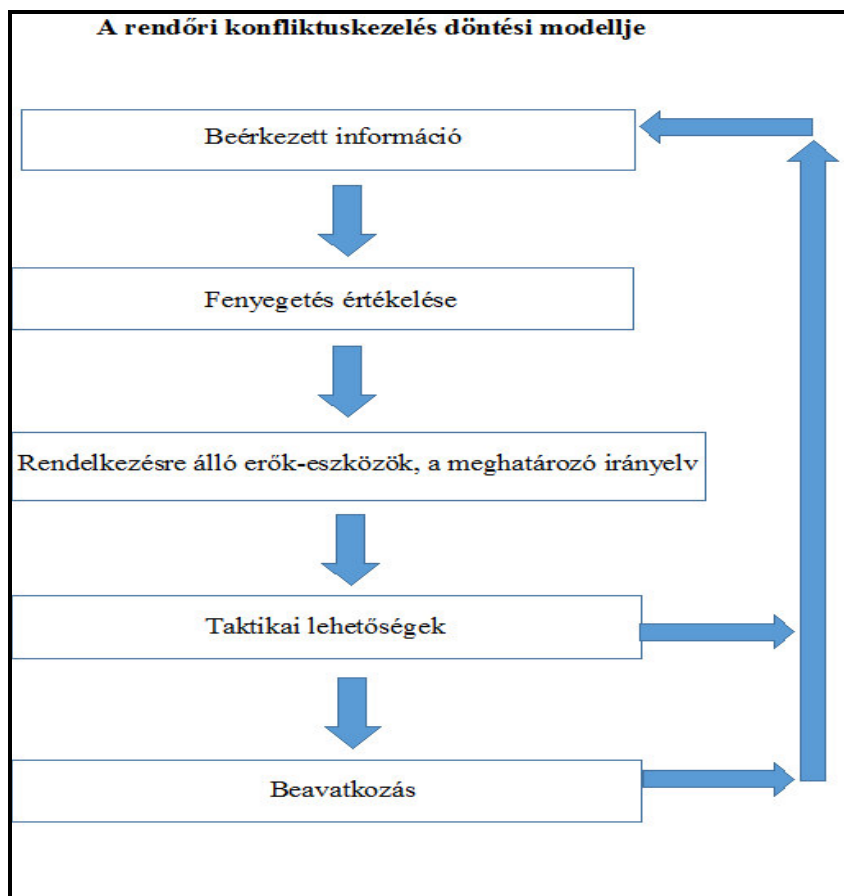 A rendőri konfliktuskezelés döntési modellje
Beérkezett információ
Fenyegetés értékelése
Rendelkezésre álló erők-eszközök, a meghatározó irányelv
Taktikai lehetőségek
Beavatkozás